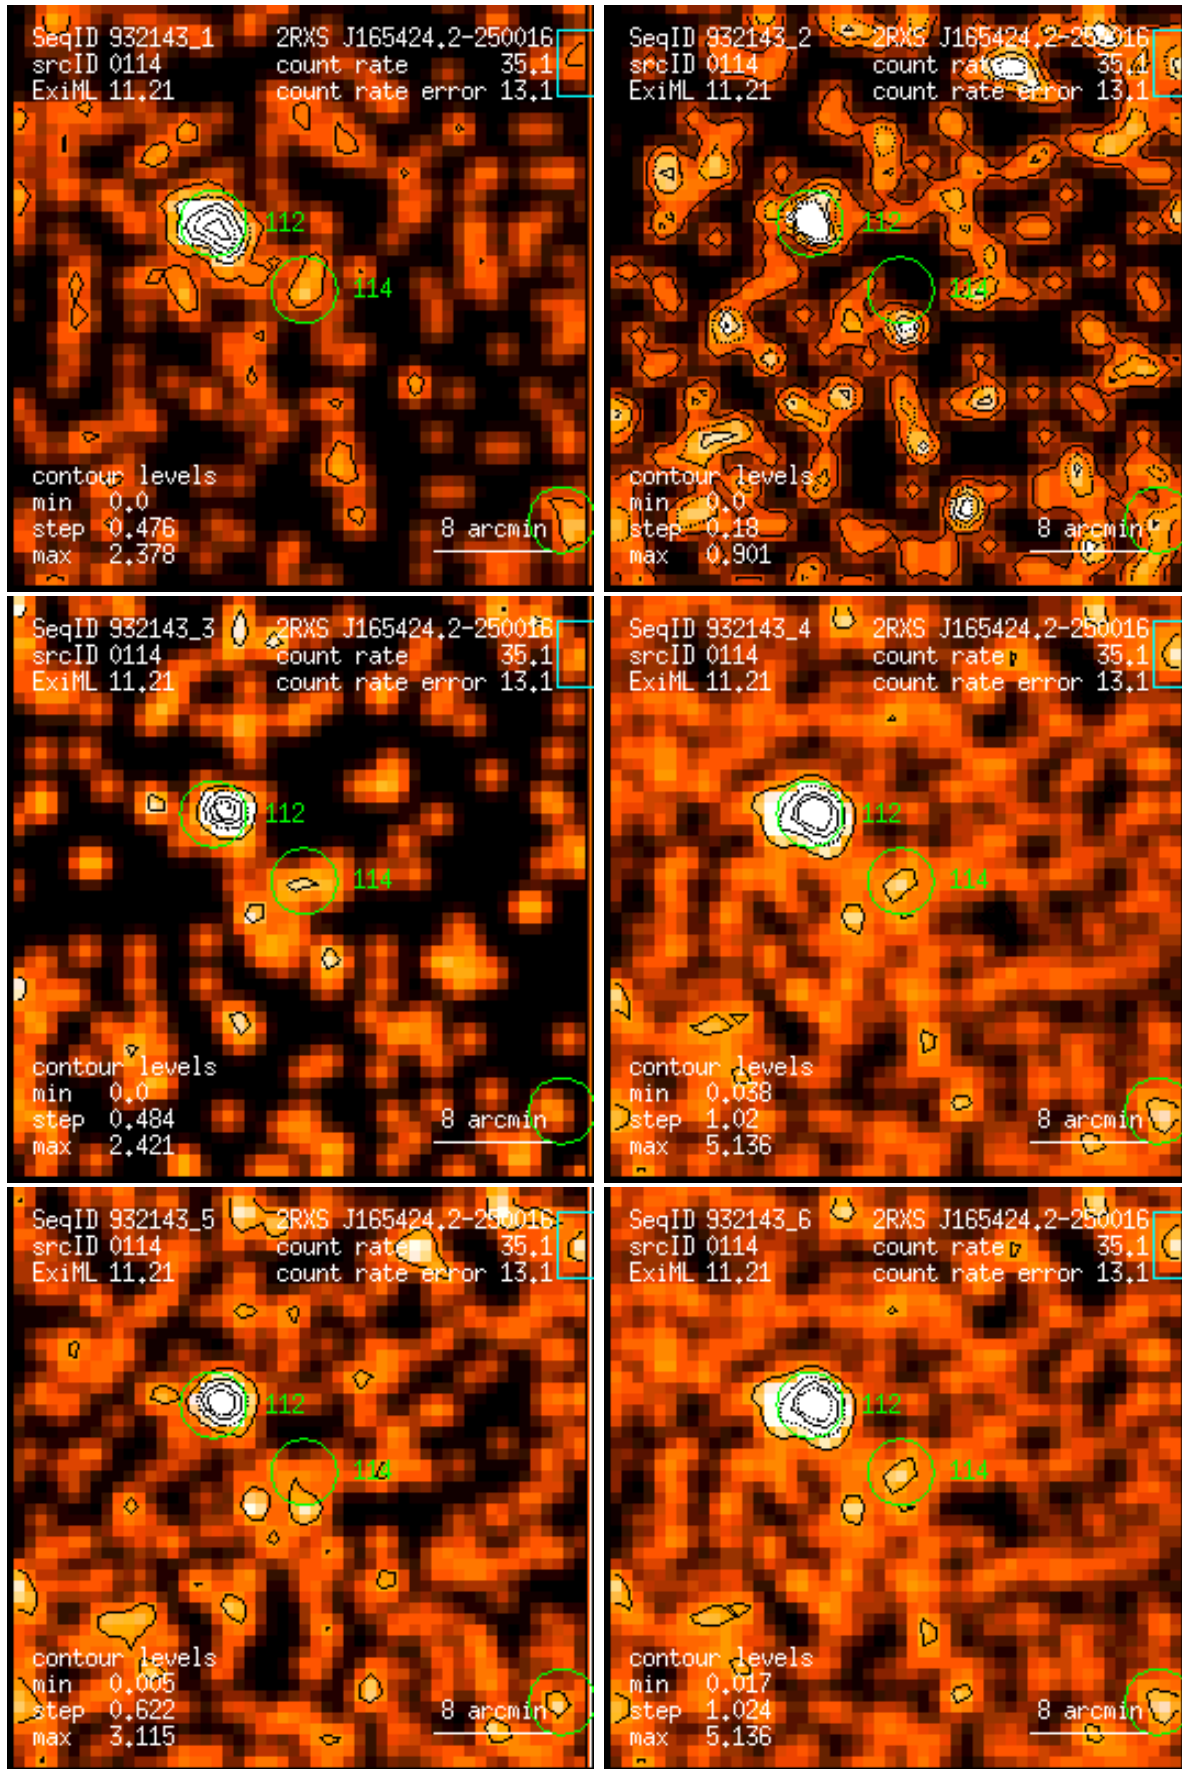 SeqID 932143_1 2RXS J165424.2-250016
srcID 0114 count rate 35.1
ExiML 11.21 count rate error 13.1
112
114
contour levels
min 0.0
step 0.476 8 arcmin
max 2.378
SeqID 932143_2 2RXS J165424.2-250016
srcID 0114 count rate 35.1
ExiML 11.21 count rate error 13.1
112
114
contour levels
min 0.0
step 0.18 8 arcmin
max 0.901
SeqID 932143_3 2RXS J165424.2-250016
srcID 0114 count rate 35.1
ExiML 11.21 count rate error 13.1
112
114
contour levels
min 0.0
step 0.484 8 arcmin
max 2.421
SeqID 932143_4 2RXS J165424.2-250016
srcID 0114 count rate 35.1
ExiML 11.21 count rate error 13.1
112
114
contour levels
min 0.038
step 1.02 8 arcmin
max 5.136
SeqID 932143_5 2RXS J165424.2-250016
srcID 0114 count rate 35.1
ExiML 11.21 count rate error 13.1
112
114
contour levels
min 0.005
step 0.622 8 arcmin
max 3.115
SeqID 932143_6 2RXS J165424.2-250016
srcID 0114 count rate 35.1
ExiML 11.21 count rate error 13.1
112
114
contour levels
min 0.017
step 1.024 8 arcmin
max 5.136